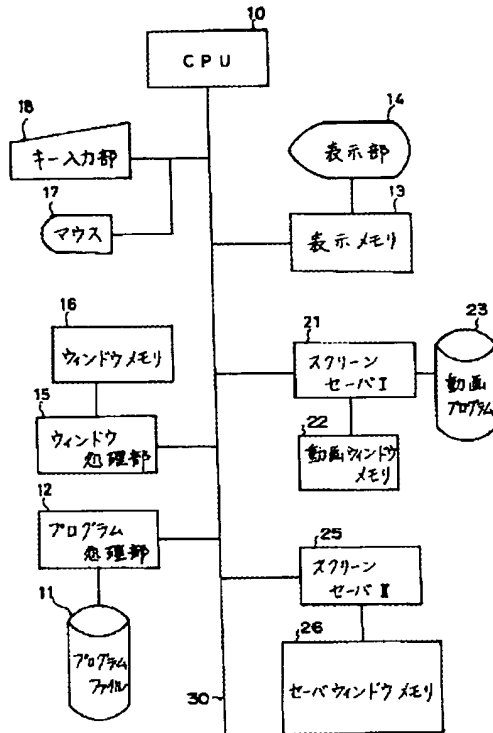 10
CPU
18
キー入力部
17
マウス
14
表示部
13
表示メモリ
16
ウィンドウメモリ
15
ウィンドウ
処理部
12
プログラム
処理部
11
プログラム
ファイル
21
スクリーン
セーバ I
23
動画
プログラム
22
動画ウィンドウ
メモリ
25
スクリーン
セーバ II
26
セーバウィンドウメモリ
30